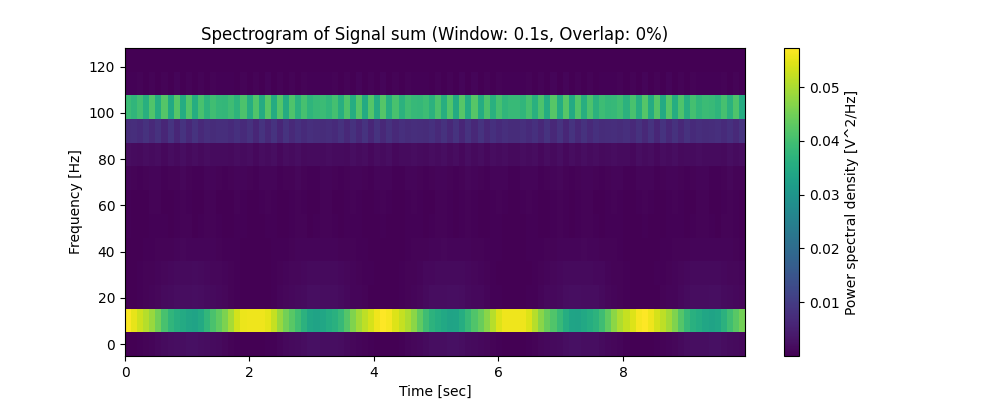 Spectrogram of Signal sum (Window: 0.1s, Overlap: 0%)
120
100
80
60
40
20
0
Frequency [Hz]
0 2 4 6 8
Time [sec]
0.05
0.04
0.03
0.02
0.01
Power spectral density [V^2/Hz]